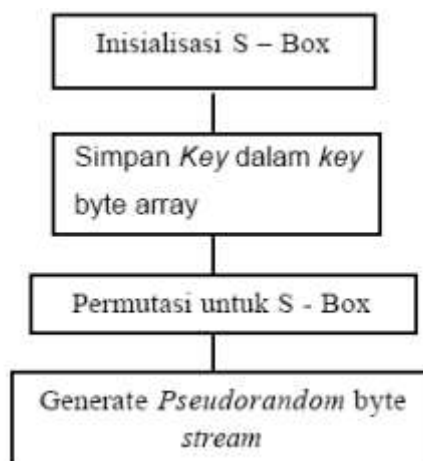 Inisialisasi S – Box
Simpan Key dalam key
byte array
Permutasi untuk S - Box
Generate Pseudorandom byte
stream